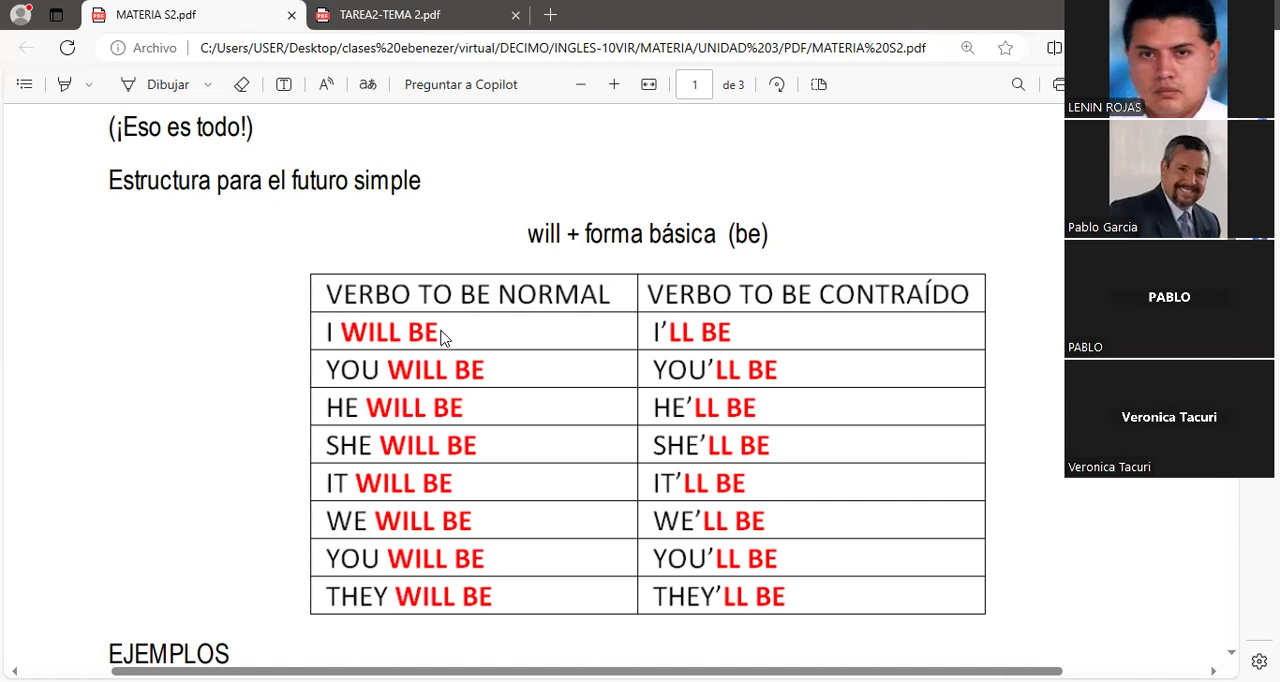 MATERIA S2.pdf
TAREA2-TEMA 2.pdf
Archivo
C:/Users/USER/Desktop/clases%20ebenezer/virtual/DECIMO/INGLES-10VIR/MATERIA/UNIDAD%203/PDF/MATERIA%20S2.pdf
Dibujar
Preguntar a Copilot
1
de 3
(¡Eso es todo!)
Estructura para el futuro simple
will + forma básica (be)
VERBO TO BE NORMAL VERBO TO BE CONTRAÍDO
I WILL BE I’LL BE
YOU WILL BE YOU’LL BE
HE WILL BE HE’LL BE
SHE WILL BE SHE’LL BE
IT WILL BE IT’LL BE
WE WILL BE WE’LL BE
YOU WILL BE YOU’LL BE
THEY WILL BE THEY’LL BE
EJEMPLOS
LENIN ROJAS
Pablo Garcia
PABLO
PABLO
Veronica Tacuri
Veronica Tacuri